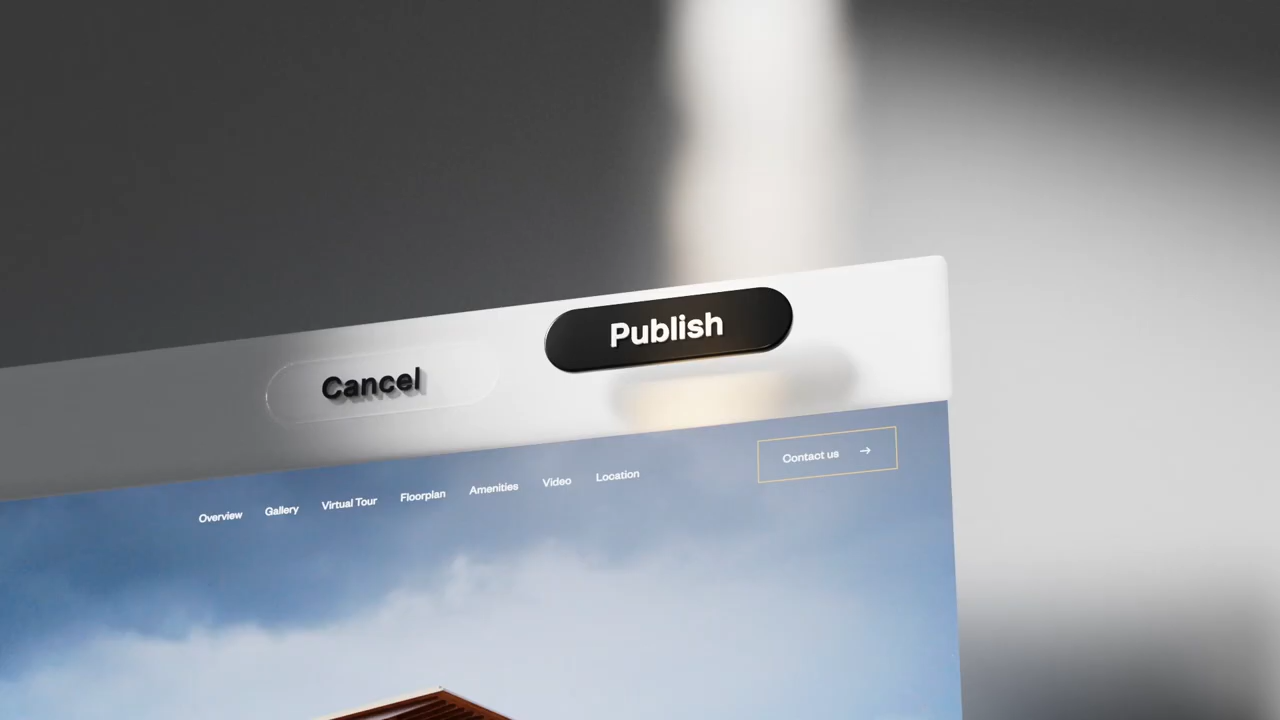 Cancel
Publish
Overview
Gallery
Virtual Tour
Floorplan
Amenities
Video
Location
Contact us →